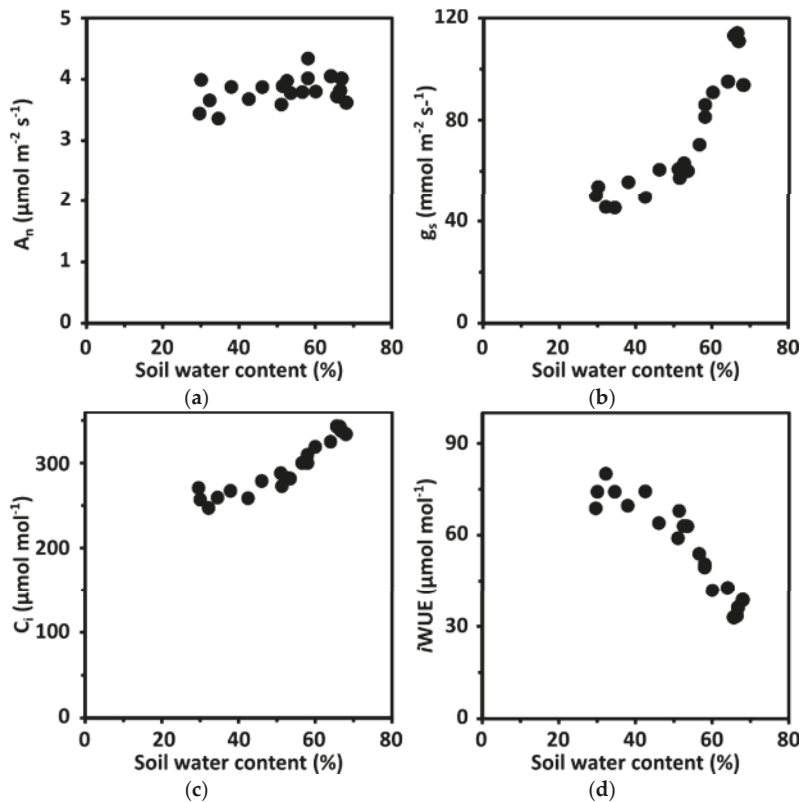 5
4
3
2
1
0
0 20 40 60 80
Aₙ (μmol m⁻² s⁻¹)
Soil water content (%)
(a)
120
80
40
0
0 20 40 60 80
gₛ (mmol m⁻² s-¹)
Soil water content (%)
(b)
300
200
100
0
0 20 40 60 80
Cᵢ (μmol mol⁻¹)
Soil water content (%)
(c)
90
60
30
0
0 20 40 60 80
iWUE (μmol mol⁻¹)
Soil water content (%)
(d)